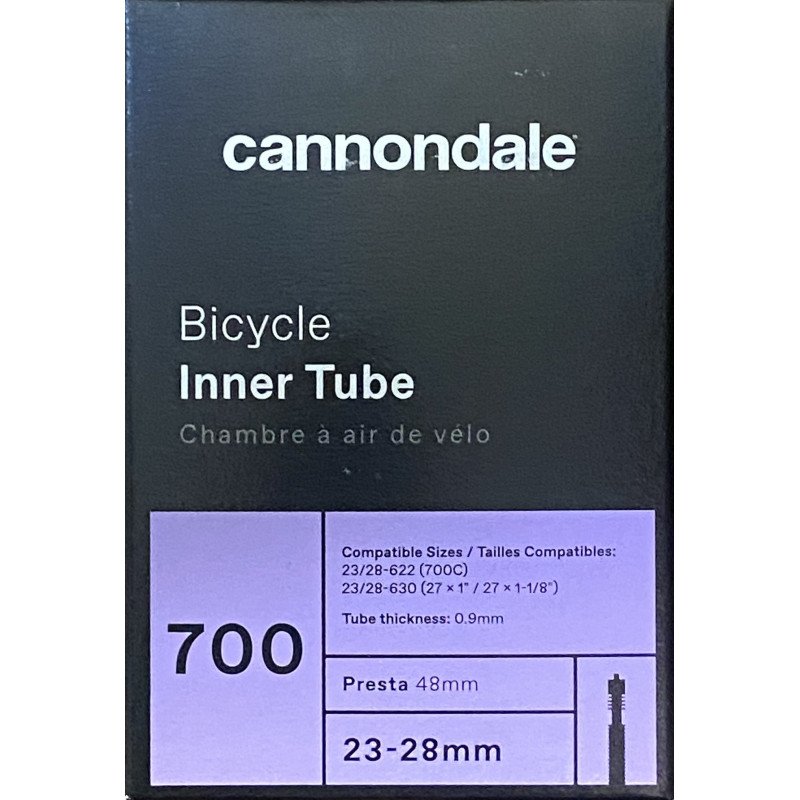 cannondale
Bicycle
Inner Tube
Chambre à air de vélo
700
Compatible Sizes / Tailles Compatibles:
23/28-622 (700C)
23/28-630 (27 × 1" / 27 × 1-1/8")
Tube thickness: 0.9mm
Presta 48mm
23-28mm